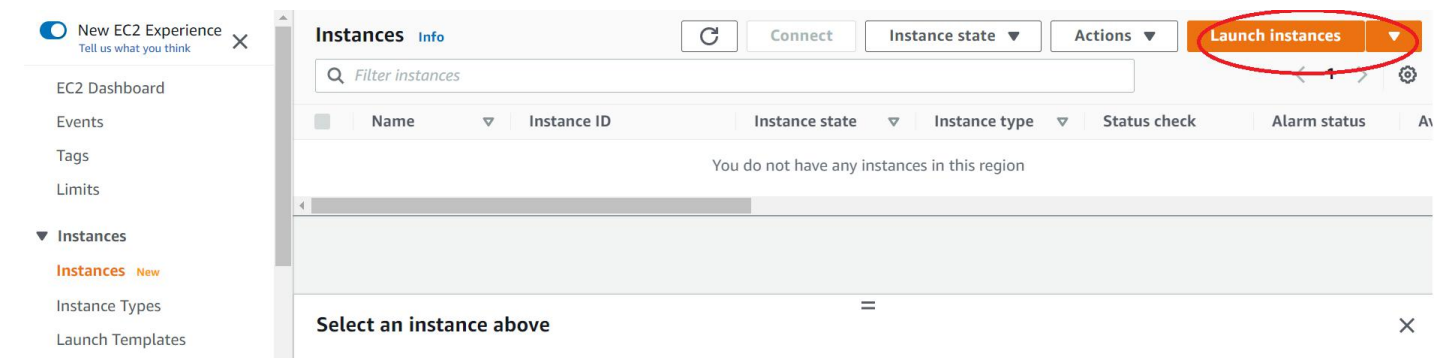 New EC2 Experience
Tell us what you think
EC2 Dashboard
Events
Tags
Limits
Instances
Instances New
Instance Types
Launch Templates
Instances Info
Connect Instance state Actions Launch instances
Filter instances
1
Name Instance ID Instance state Instance type Status check Alarm status
You do not have any instances in this region
Select an instance above